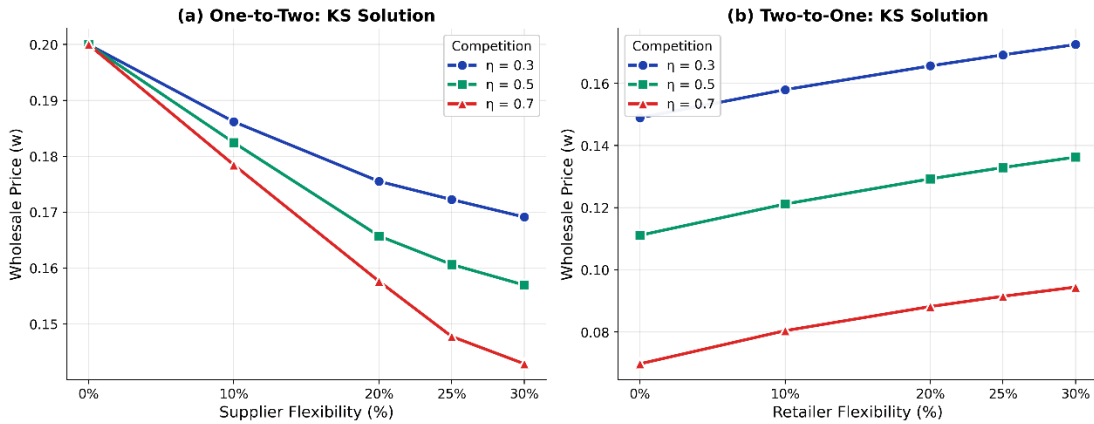 (a) One-to-Two: KS Solution
Wholesale Price (w)
0.20
0.19
0.18
0.17
0.16
0.15
Competition
η = 0.3
η = 0.5
η = 0.7
0%
10%
20%
25%
30%
Supplier Flexibility (%)
(b) Two-to-One: KS Solution
Wholesale Price (w)
0.16
0.14
0.12
0.10
0.08
Competition
η = 0.3
η = 0.5
η = 0.7
0%
10%
20%
25%
30%
Retailer Flexibility (%)